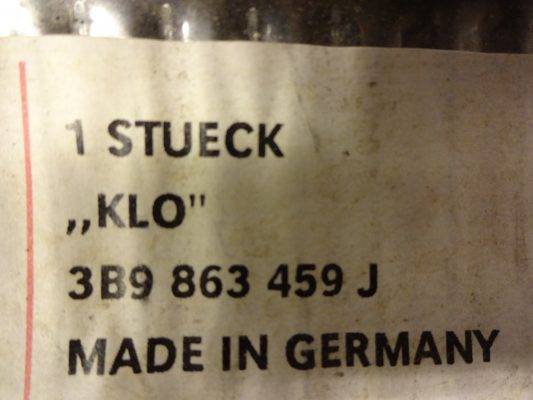 1 STUECK
„KLO"
3B9 863 459 J
MADE IN GERMANY